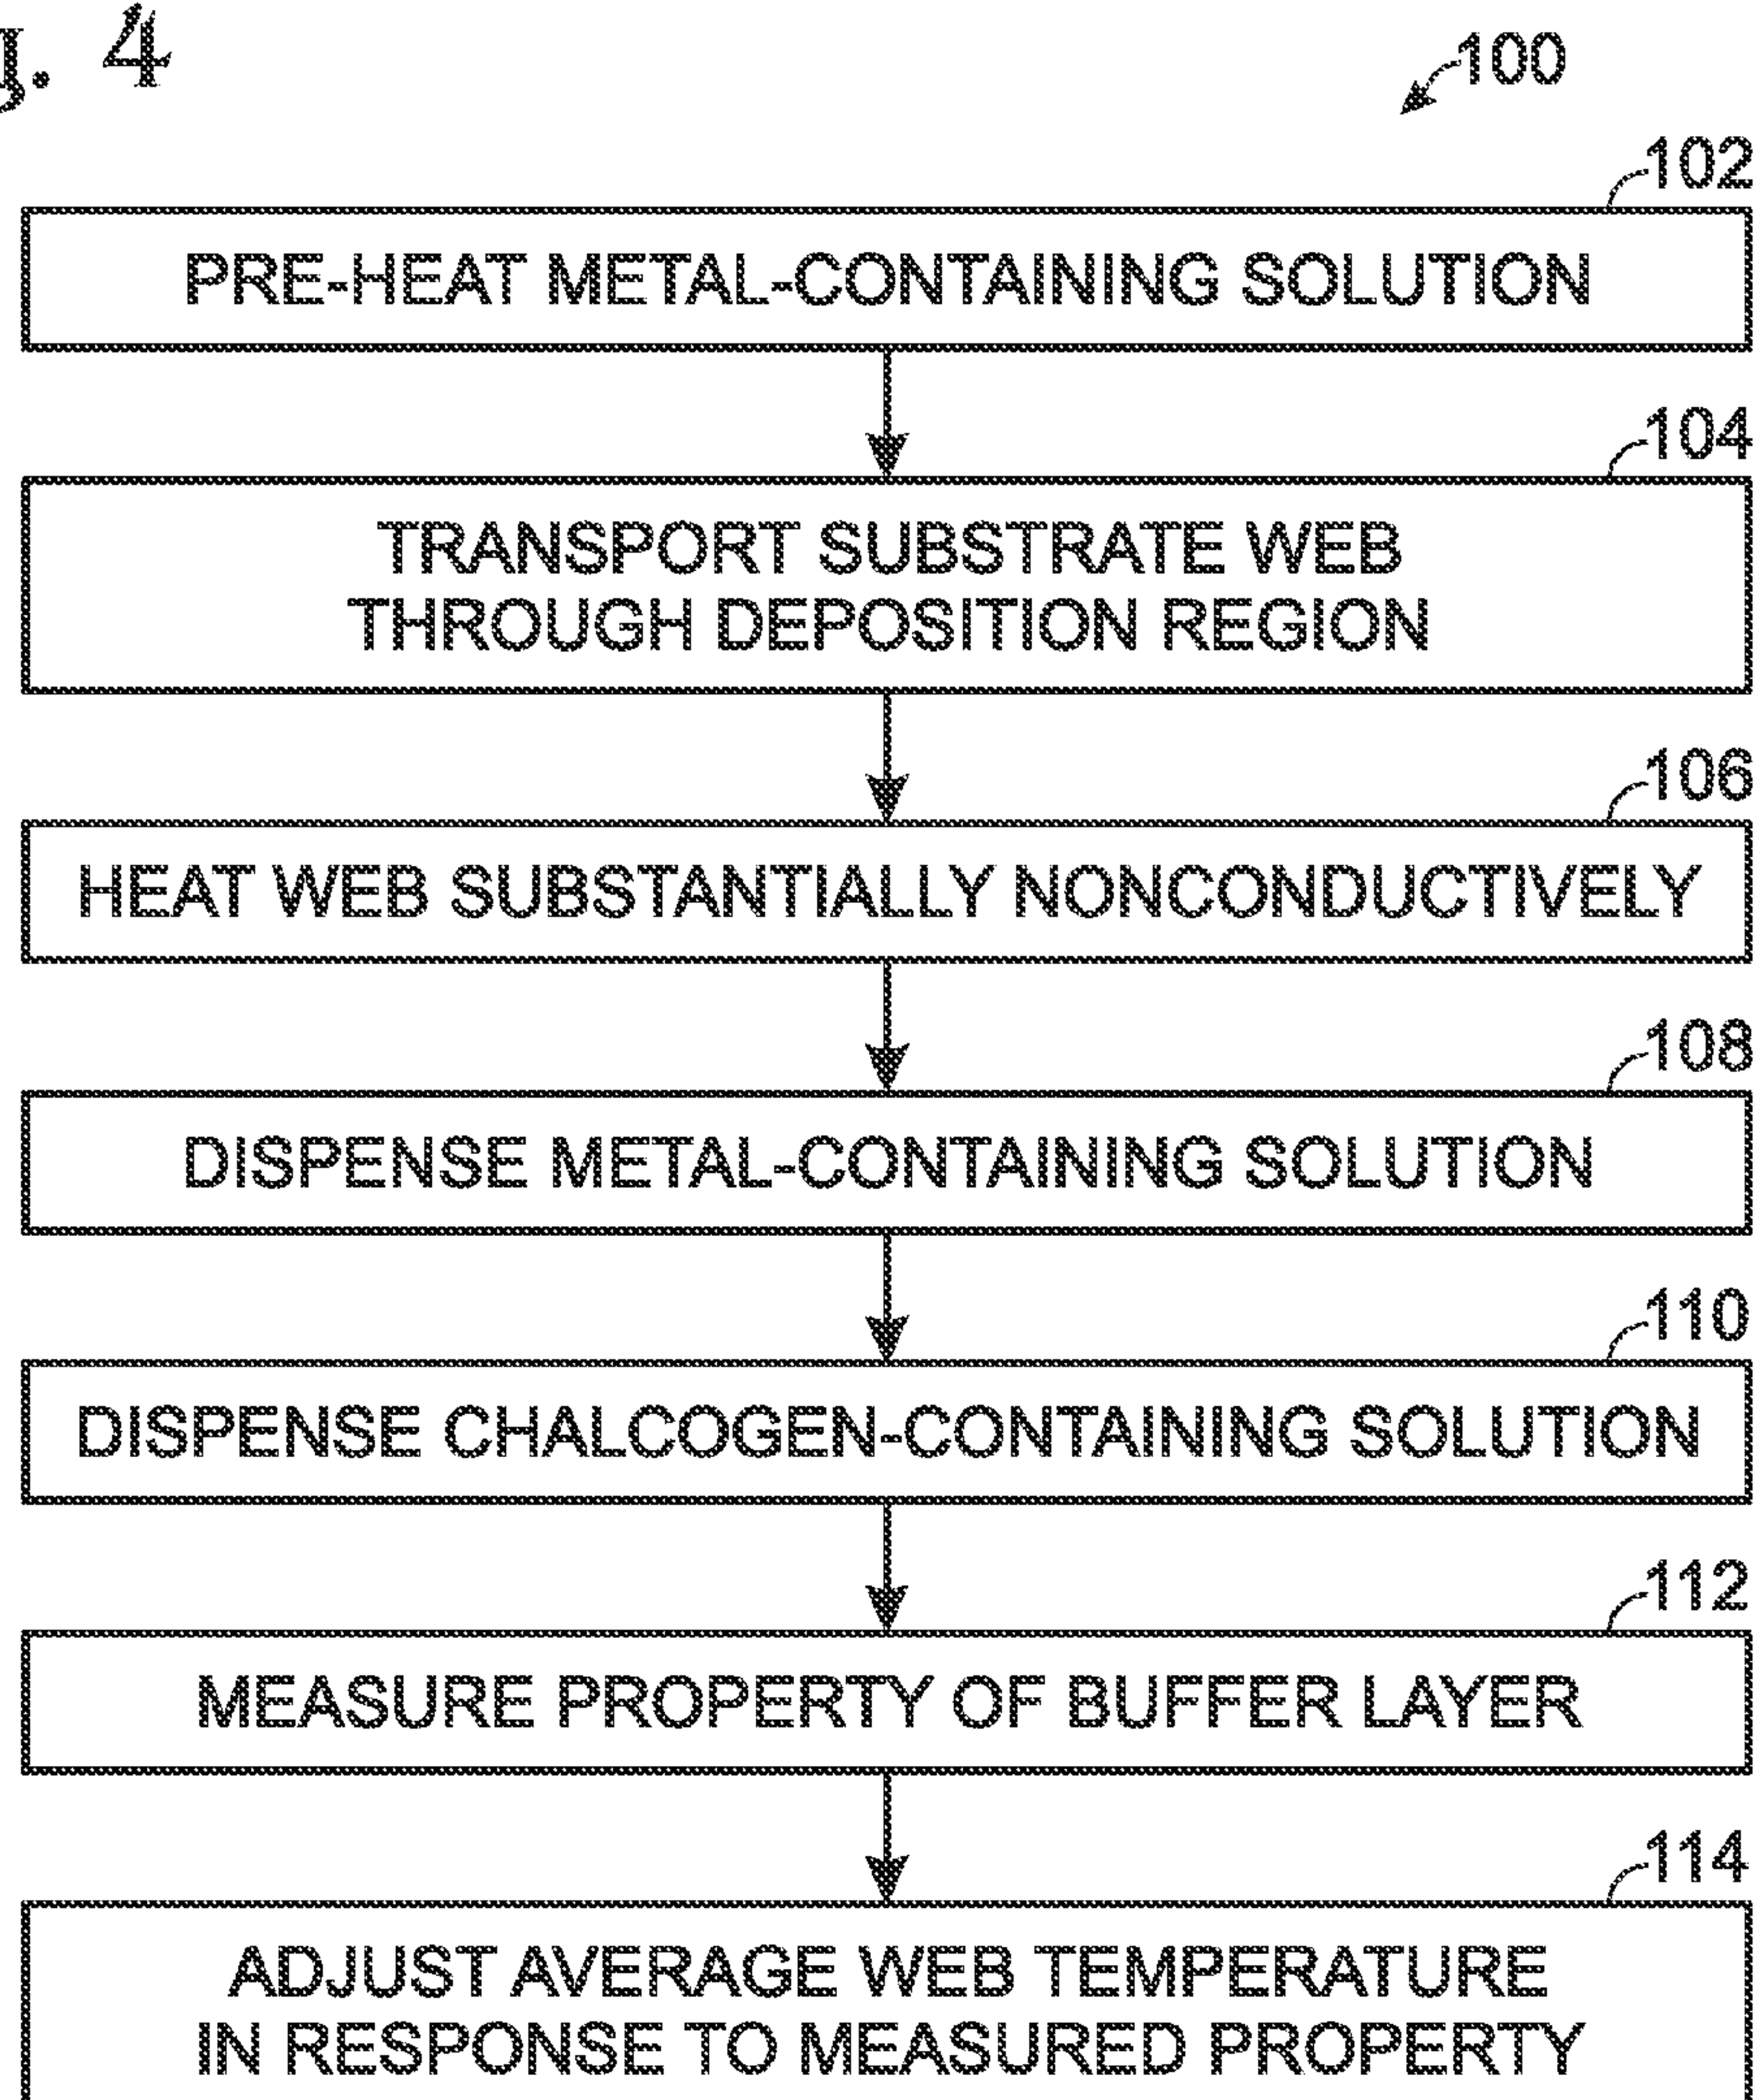 g. 4
100
102
PRE-HEAT METAL-CONTAINING SOLUTION
104
TRANSPORT SUBSTRATE WEB
THROUGH DEPOSITION REGION
106
HEAT WEB SUBSTANTIALLY NONCONDUCTIVELY
108
DISPENSE METAL-CONTAINING SOLUTION
110
DISPENSE CHALCOGEN-CONTAINING SOLUTION
112
MEASURE PROPERTY OF BUFFER LAYER
114
ADJUST AVERAGE WEB TEMPERATURE
IN RESPONSE TO MEASURED PROPERTY